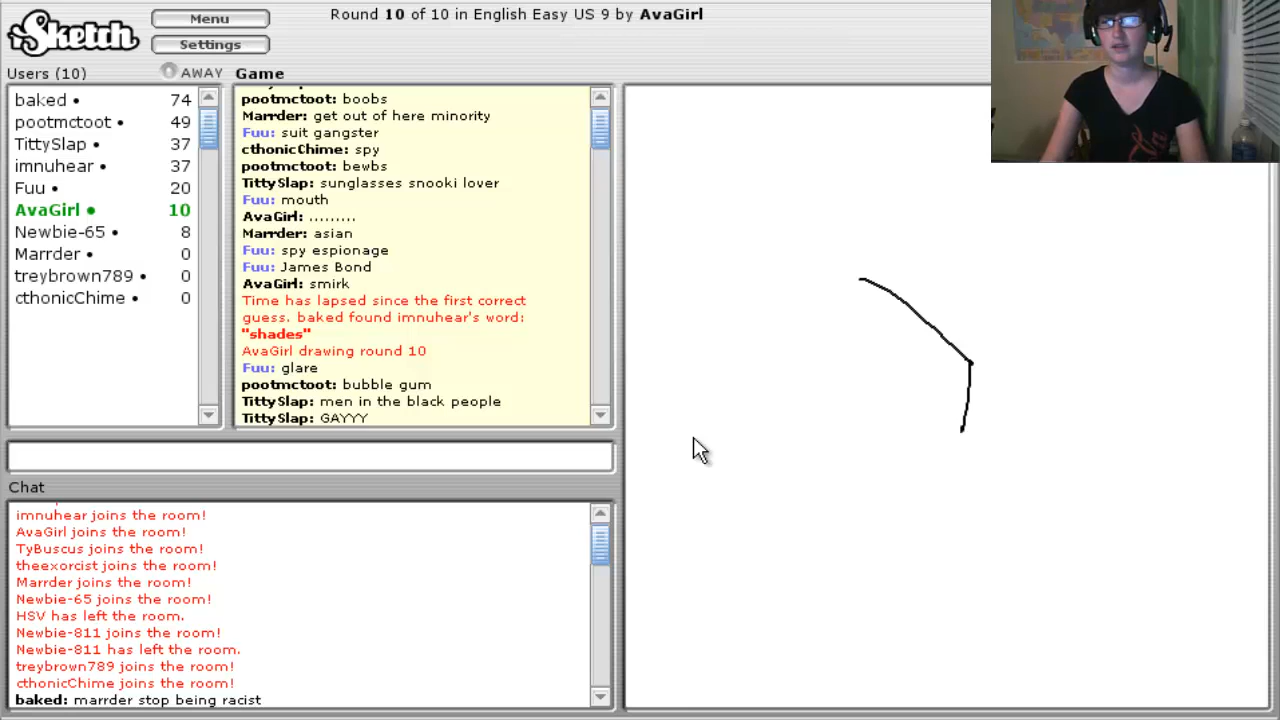 iSketch
Menu
Settings
Round 10 of 10 in English Easy US 9 by AvaGirl
Users (10)
AWAY
Game
baked • 74
pootmctoot • 49
TittySlap • 37
imnuhear • 37
Fuu • 20
AvaGirl • 10
Newbie-65 • 8
Marrder • 0
treybrown789 • 0
cthonicChime • 0
pootmctoot: boobs
Marrder: get out of here minority
Fuu: suit gangster
cthonicChime: spy
pootmctoot: bewbs
TittySlap: sunglasses snooki lover
Fuu: mouth
AvaGirl: .........
Marrder: asian
Fuu: spy espionage
Fuu: James Bond
AvaGirl: smirk
Time has lapsed since the first correct
guess. baked found imnuhear's word:
"shades"
AvaGirl drawing round 10
Fuu: glare
pootmctoot: bubble gum
TittySlap: men in the black people
TittySlap: GAYYY
Chat
imnuhear joins the room!
AvaGirl joins the room!
TyBuscus joins the room!
theexorcist joins the room!
Marrder joins the room!
Newbie-65 joins the room!
HSV has left the room.
Newbie-811 joins the room!
Newbie-811 has left the room.
treybrown789 joins the room!
cthonicChime joins the room!
baked: marrder stop being racist